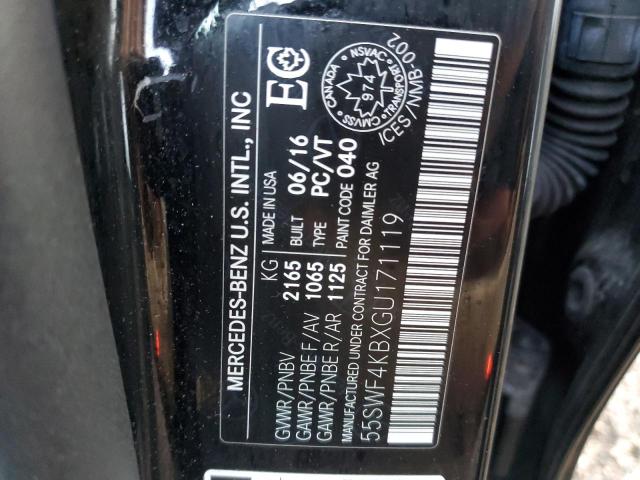 MERCEDES-BENZ U.S. INTL., INC
KG MADE IN USA
GVWR/PNBV 2165 BUILT 06/16
GAWR/PNBE F/AV 1065 TYPE PC/VT
GAWR/PNBE R/AR 1125 PAINT CODE 040
MANUFACTURED UNDER CONTRACT FOR DAIMLER AG
55SWF4KBXGU171119
EC
CANADA NSVAC TRANSPORT CMVSS
974
ICES/NMB-002